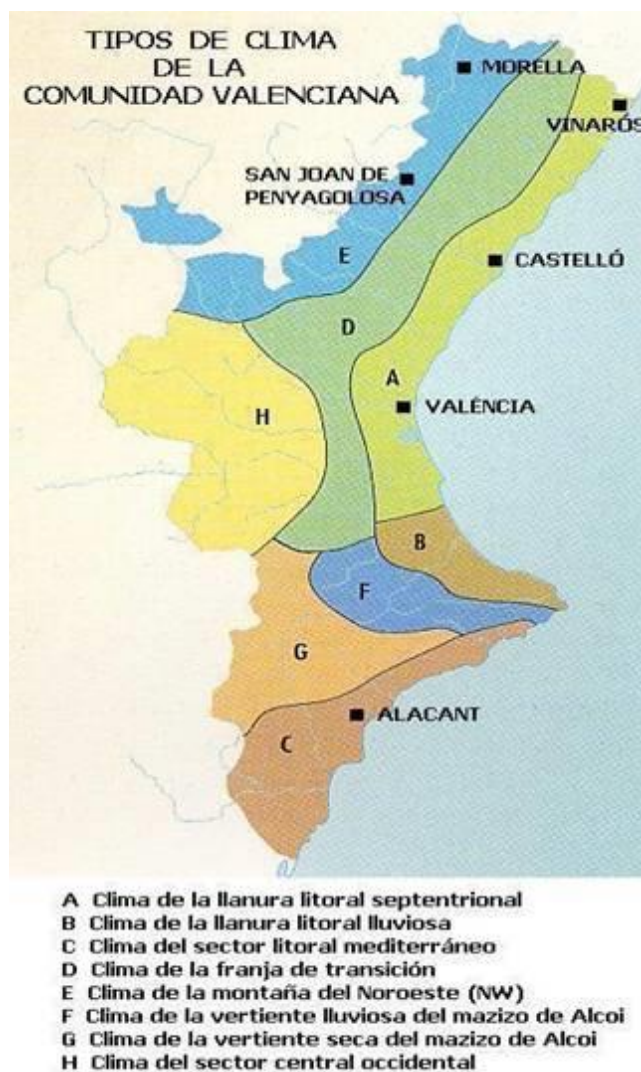 TIPOS DE CLIMA
DE LA
COMUNIDAD VALENCIANA
MORELLA
VINARÓS
SAN JOAN DE
PENYAGOLOSA
E
CASTELLÓ
D
A
VALÉNCIA
H
B
F
G
ALACANT
C
A Clima de la llanura litoral septentrional
B Clima de la llanura litoral lluviosa
C Clima del sector litoral mediterráneo
D Clima de la franja de transición
E Clima de la montaña del Noroeste (NW)
F Clima de la vertiente lluviosa del mazizo de Alcoi
G Clima de la vertiente seca del mazizo de Alcoi
H Clima del sector central occidental